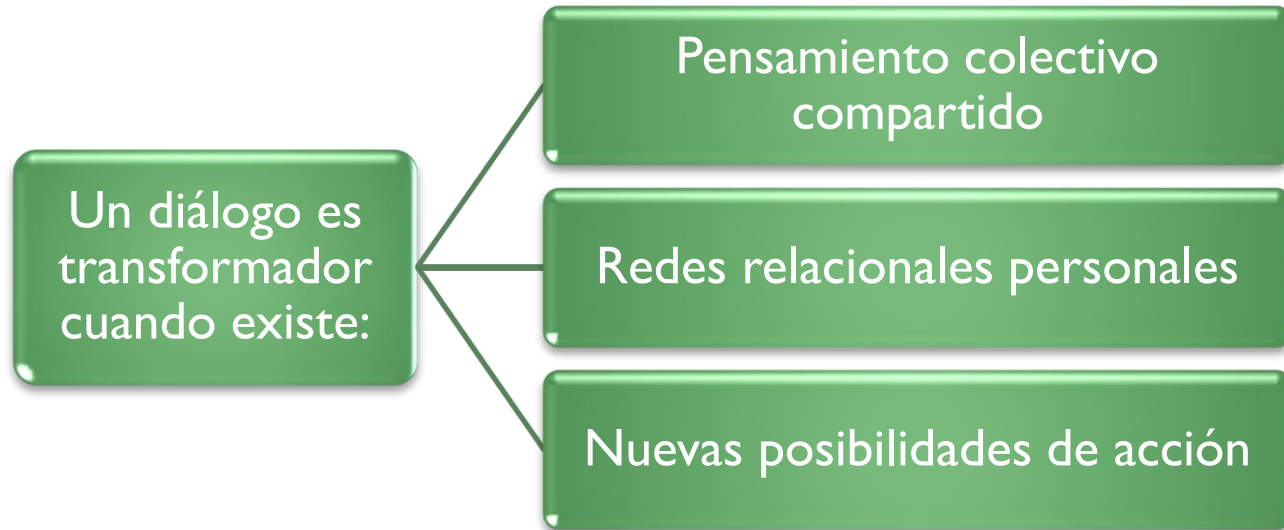 Un diálogo es
transformador
cuando existe:
Pensamiento colectivo
compartido
Redes relacionales personales
Nuevas posibilidades de acción